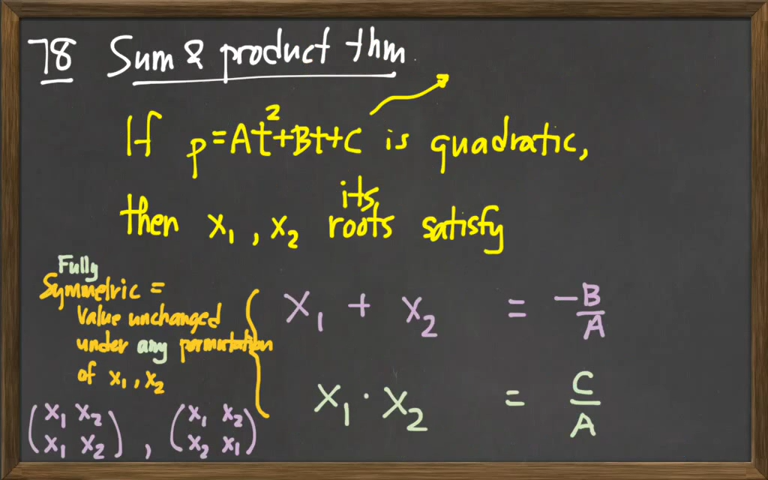 78 Sum & product thm.
If p=At²+Bt+C is quadratic,
then x₁, x₂ its roots satisfy
Fully
Symmetric =
value unchanged
under any permutation
of x₁, x₂
(x₁ x₂
x₁ x₂), (x₁ x₂
x₂ x₁)
x₁ + x₂ = -B/A
x₁ · x₂ = C/A